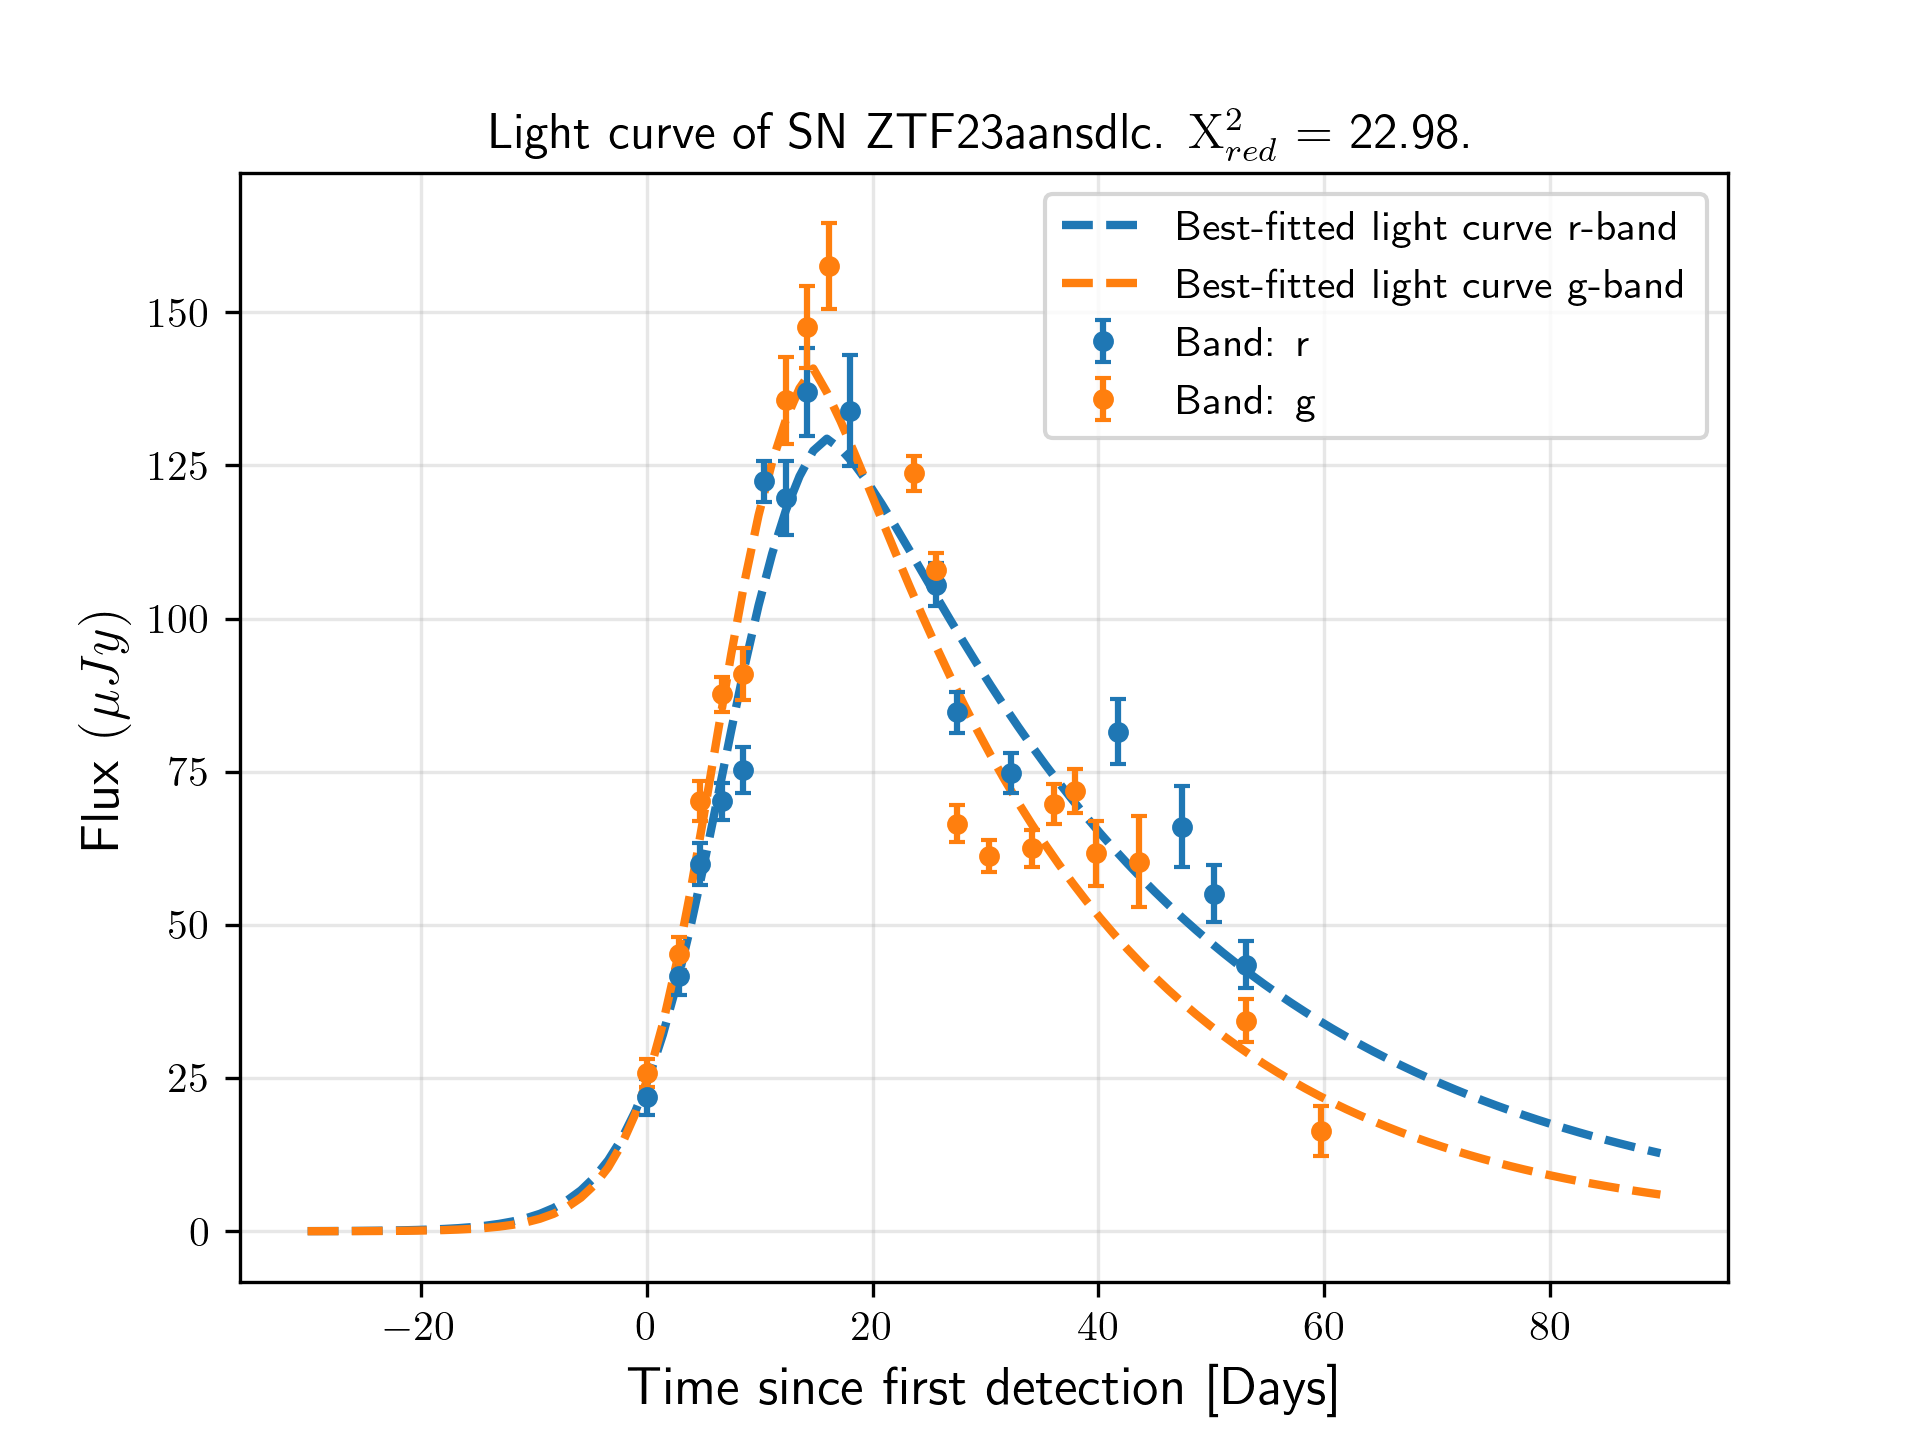 Light curve of SN ZTF23aansdlc. X²_red = 22.98.
Best-fitted light curve r-band
Best-fitted light curve g-band
Band: r
Band: g
Flux (μJy)
150
125
100
75
50
25
0
−20 0 20 40 60 80
Time since first detection [Days]